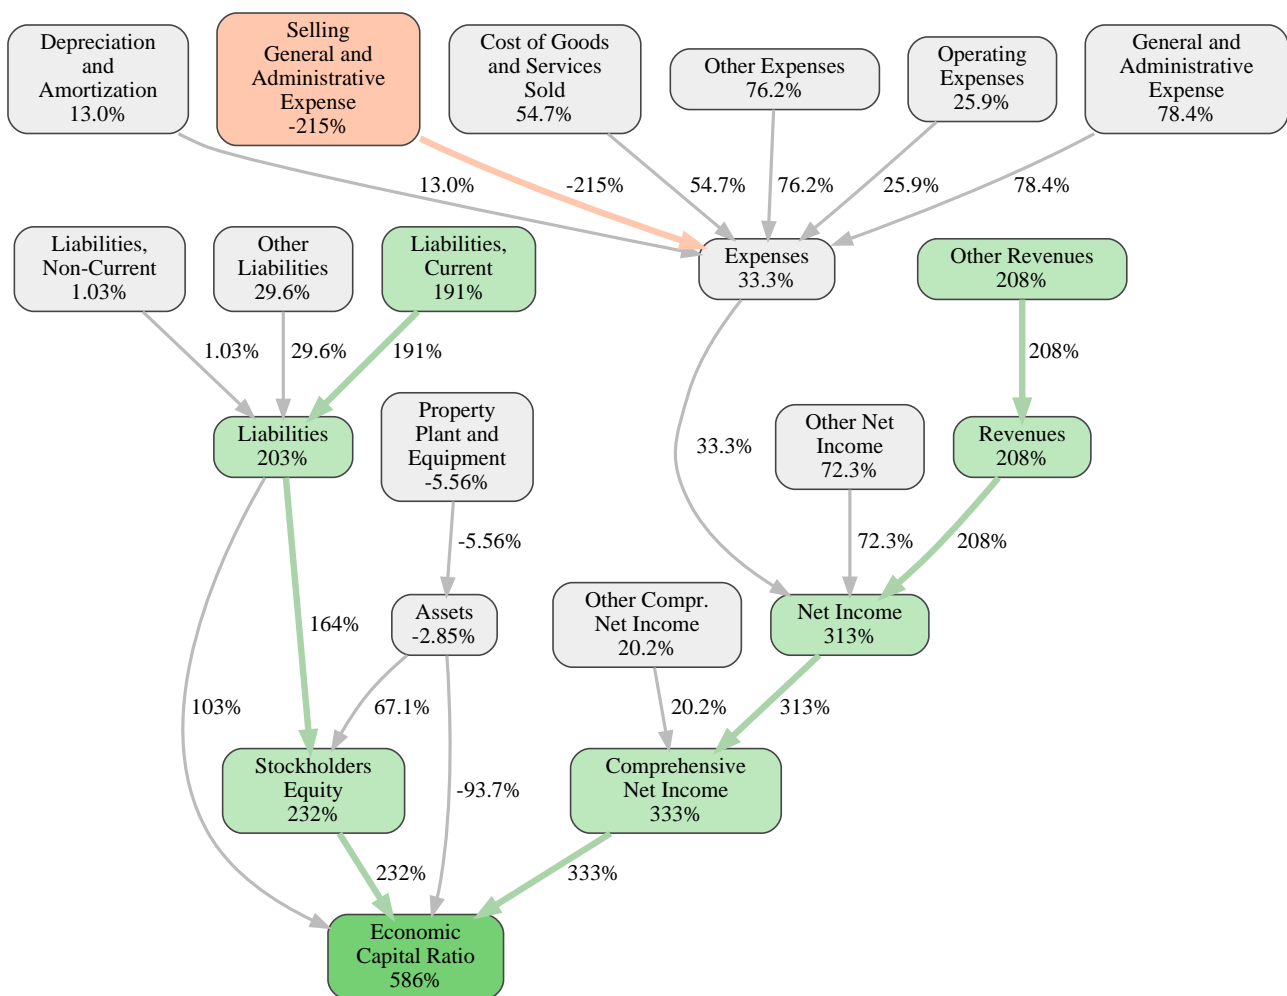 Depreciation
and
Amortization
13.0%
Selling
General and
Administrative
Expense
-215%
Cost of Goods
and Services
Sold
54.7%
Other Expenses
76.2%
Operating
Expenses
25.9%
General and
Administrative
Expense
78.4%
13.0%
-215%
54.7%
76.2%
25.9%
78.4%
Liabilities,
Non-Current
1.03%
Other
Liabilities
29.6%
Liabilities,
Current
191%
Expenses
33.3%
Other Revenues
208%
1.03%
29.6%
191%
208%
Liabilities
203%
Property
Plant and
Equipment
-5.56%
33.3%
Other Net
Income
72.3%
Revenues
208%
-5.56%
72.3%
208%
164%
Assets
-2.85%
Other Compr.
Net Income
20.2%
Net Income
313%
103%
67.1%
20.2%
313%
Stockholders
Equity
232%
-93.7%
Comprehensive
Net Income
333%
232%
333%
Economic
Capital Ratio
586%